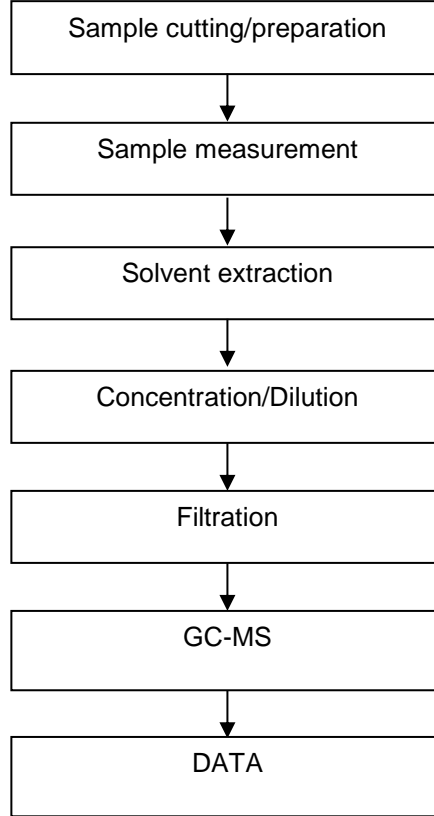 Sample cutting/preparation
Sample measurement
Solvent extraction
Concentration/Dilution
Filtration
GC-MS
DATA